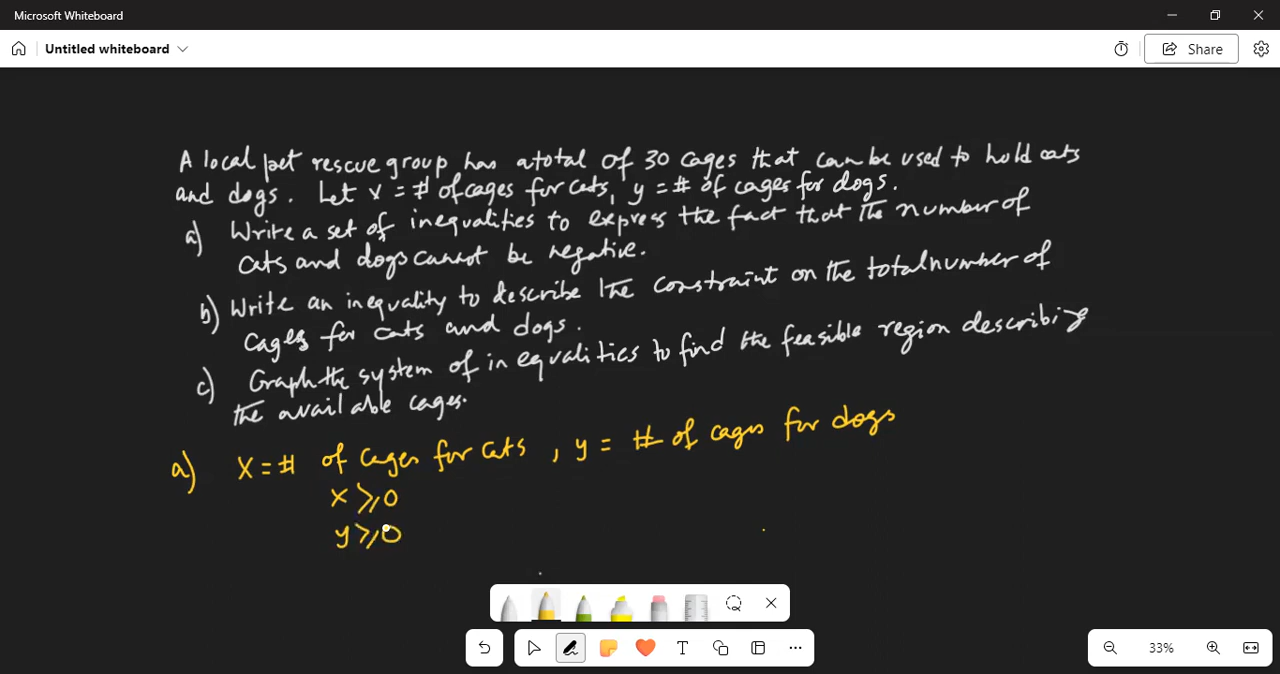 Microsoft Whiteboard
Untitled whiteboard
Share
A local pet rescue group has a total of 30 cages that can be used to hold cats
and dogs. Let x = # of cages for cats, y = # of cages for dogs.
a) Write a set of inequalities to express the fact that the number of
cats and dogs cannot be negative.
b) Write an inequality to describe the constraint on the total number of
cages for cats and dogs.
c) Graph the system of inequalities to find the feasible region describing
the available cages.
a) x = # of cages for cats, y = # of cages for dogs
x ⩾ 0
y ⩾ 0
33%